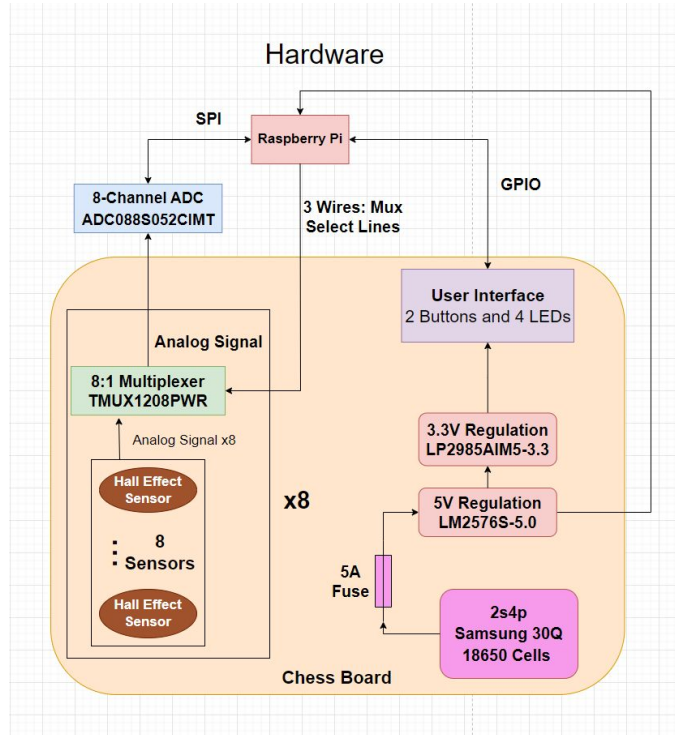 Hardware
SPI
Raspberry Pi
GPIO
8-Channel ADC
ADC088S052CIMT
3 Wires: Mux
Select Lines
User Interface
2 Buttons and 4 LEDs
Analog Signal
8:1 Multiplexer
TMUX1208PWR
Analog Signal x8
Hall Effect
Sensor
8
Sensors
Hall Effect
Sensor
x8
3.3V Regulation
LP2985AIM5-3.3
5V Regulation
LM2576S-5.0
5A
Fuse
2s4p
Samsung 30Q
18650 Cells
Chess Board